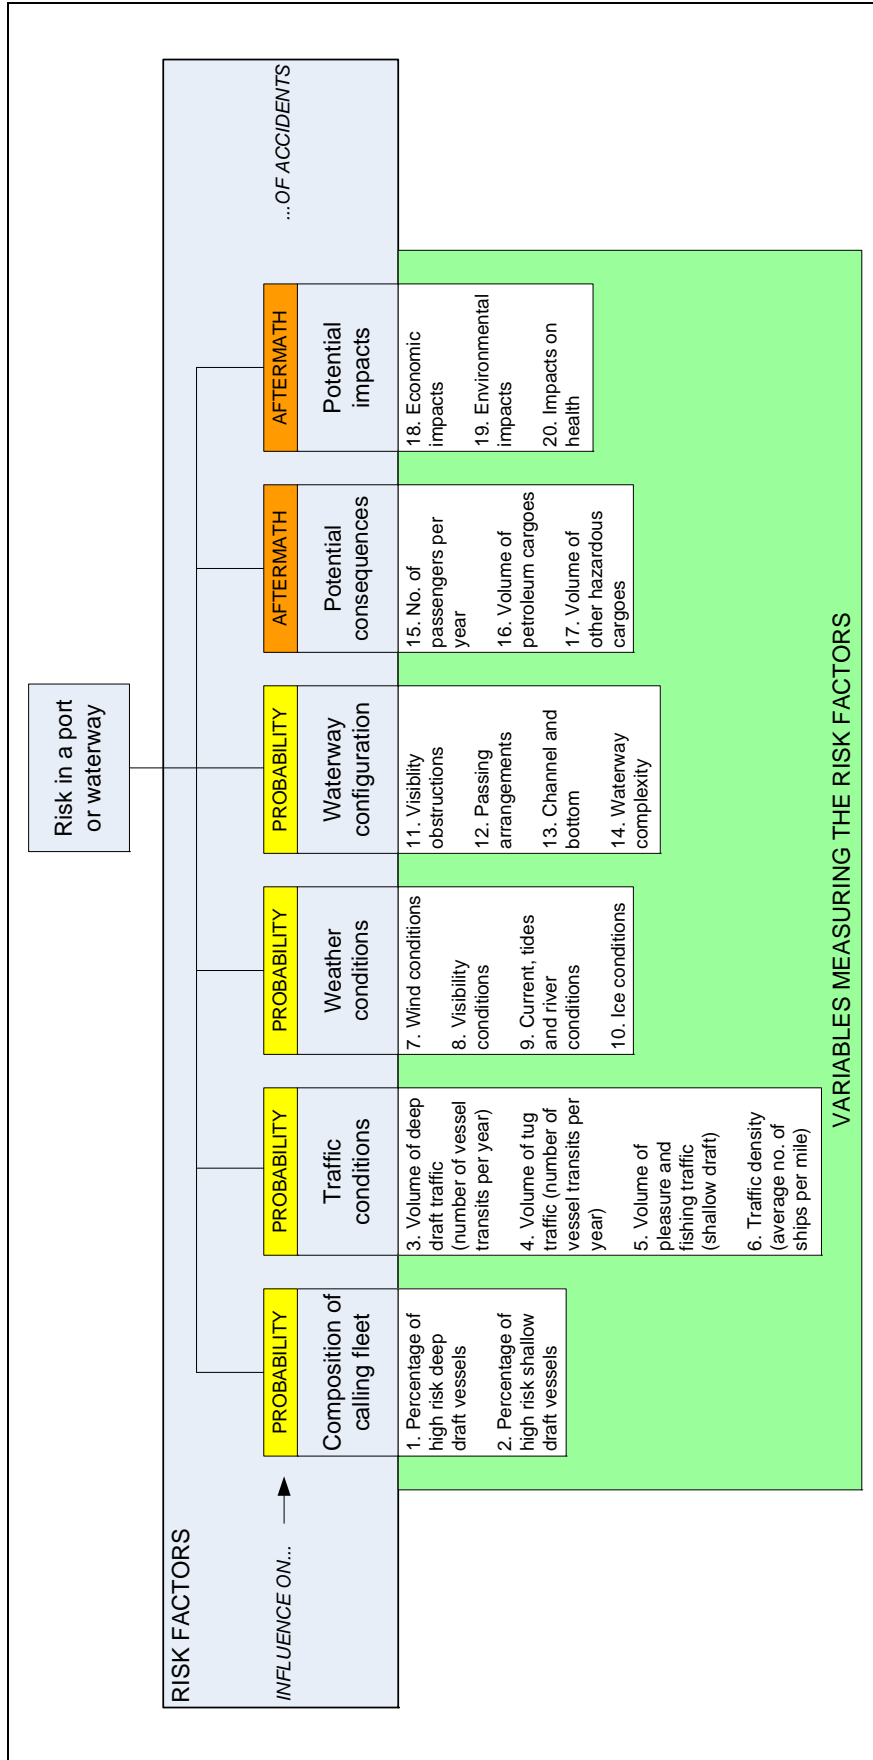 Risk in a port
or waterway
RISK FACTORS
INFLUENCE ON...
...OF ACCIDENTS
PROBABILITY
Composition of
calling fleet
1. Percentage of
high risk deep
draft vessels
2. Percentage of
high risk shallow
draft vessels
PROBABILITY
Traffic
conditions
3. Volume of deep
draft traffic
(number of vessel
transits per year)
4. Volume of tug
traffic (number of
vessel transits per
year)
5. Volume of
pleasure and
fishing traffic
(shallow draft)
6. Traffic density
(average no. of
ships per mile)
PROBABILITY
Weather
conditions
7. Wind conditions
8. Visibility
conditions
9. Current, tides
and river
conditions
10. Ice conditions
PROBABILITY
Waterway
configuration
11. Visiblity
obstructions
12. Passing
arrangements
13. Channel and
bottom
14. Waterway
complexity
AFTERMATH
Potential
consequences
15. No. of
passengers per
year
16. Volume of
petroleum cargoes
17. Volume of
other hazardous
cargoes
AFTERMATH
Potential
impacts
18. Economic
impacts
19. Environmental
impacts
20. Impacts on
health
VARIABLES MEASURING THE RISK FACTORS